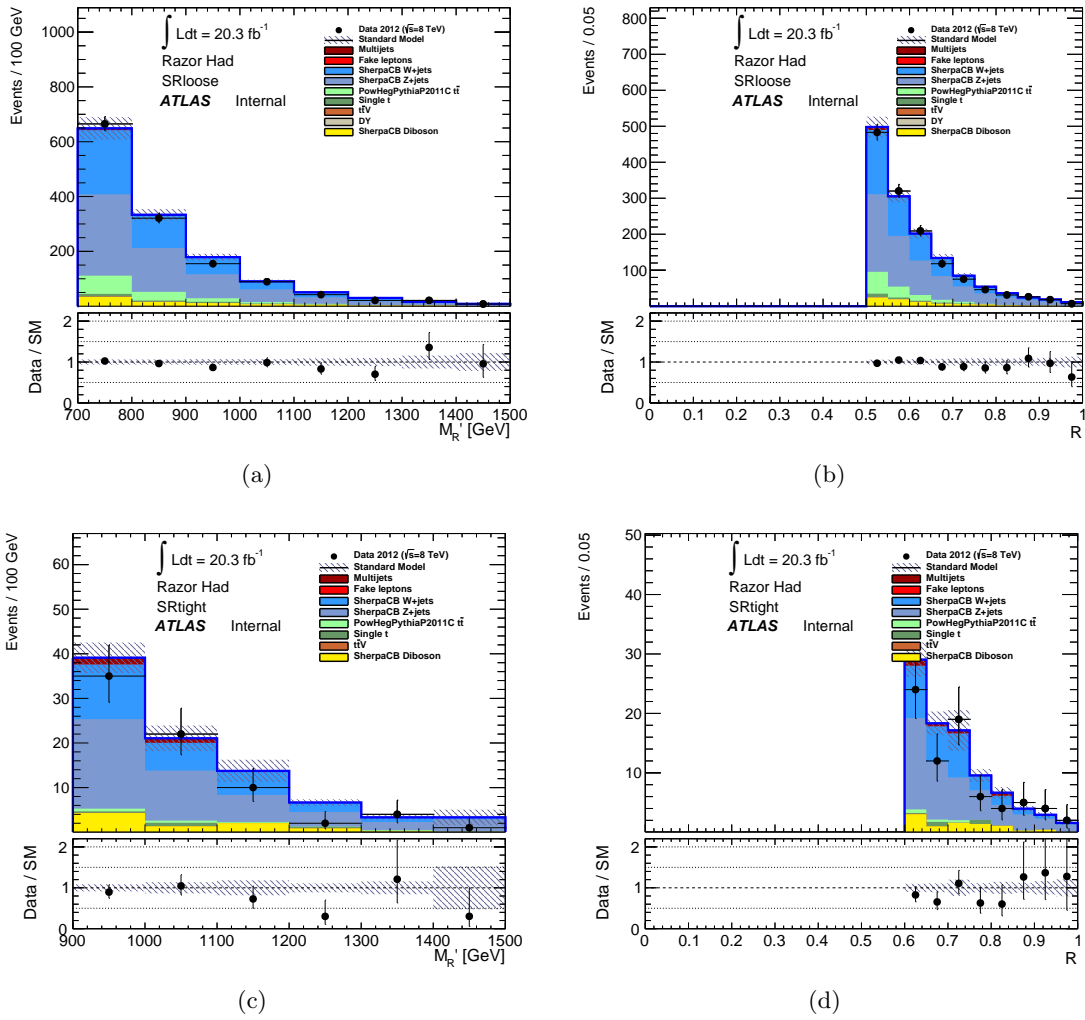 Events / 100 GeV
1000
800
600
400
200
∫ Ldt = 20.3 fb⁻¹
Razor Had
SRloose
ATLAS Internal
Data 2012 (√s=8 TeV)
Standard Model
Multijets
Fake leptons
SherpaCB W+jets
SherpaCB Z+jets
PowHegPythiaP2011C tt̄
Single t
tt̄V
DY
SherpaCB Diboson
Data / SM
2
1
0
700 800 900 1000 1100 1200 1300 1400 1500
M_R' [GeV]
(a)
Events / 0.05
800
700
600
500
400
300
200
100
∫ Ldt = 20.3 fb⁻¹
Razor Had
SRloose
ATLAS Internal
Data 2012 (√s=8 TeV)
Standard Model
Multijets
Fake leptons
SherpaCB W+jets
SherpaCB Z+jets
PowHegPythiaP2011C tt̄
Single t
tt̄V
DY
SherpaCB Diboson
Data / SM
2
1
0
0 0.1 0.2 0.3 0.4 0.5 0.6 0.7 0.8 0.9 1
R
(b)
Events / 100 GeV
60
50
40
30
20
10
0
∫ Ldt = 20.3 fb⁻¹
Razor Had
SRtight
ATLAS Internal
Data 2012 (√s=8 TeV)
Standard Model
Multijets
Fake leptons
SherpaCB W+jets
SherpaCB Z+jets
PowHegPythiaP2011C tt̄
Single t
tt̄V
SherpaCB Diboson
Data / SM
2
1
0
900 1000 1100 1200 1300 1400 1500
M_R' [GeV]
(c)
Events / 0.05
50
40
30
20
10
0
∫ Ldt = 20.3 fb⁻¹
Razor Had
SRtight
ATLAS Internal
Data 2012 (√s=8 TeV)
Standard Model
Multijets
Fake leptons
SherpaCB W+jets
SherpaCB Z+jets
PowHegPythiaP2011C tt̄
Single t
tt̄V
SherpaCB Diboson
Data / SM
2
1
0
0 0.1 0.2 0.3 0.4 0.5 0.6 0.7 0.8 0.9 1
R
(d)